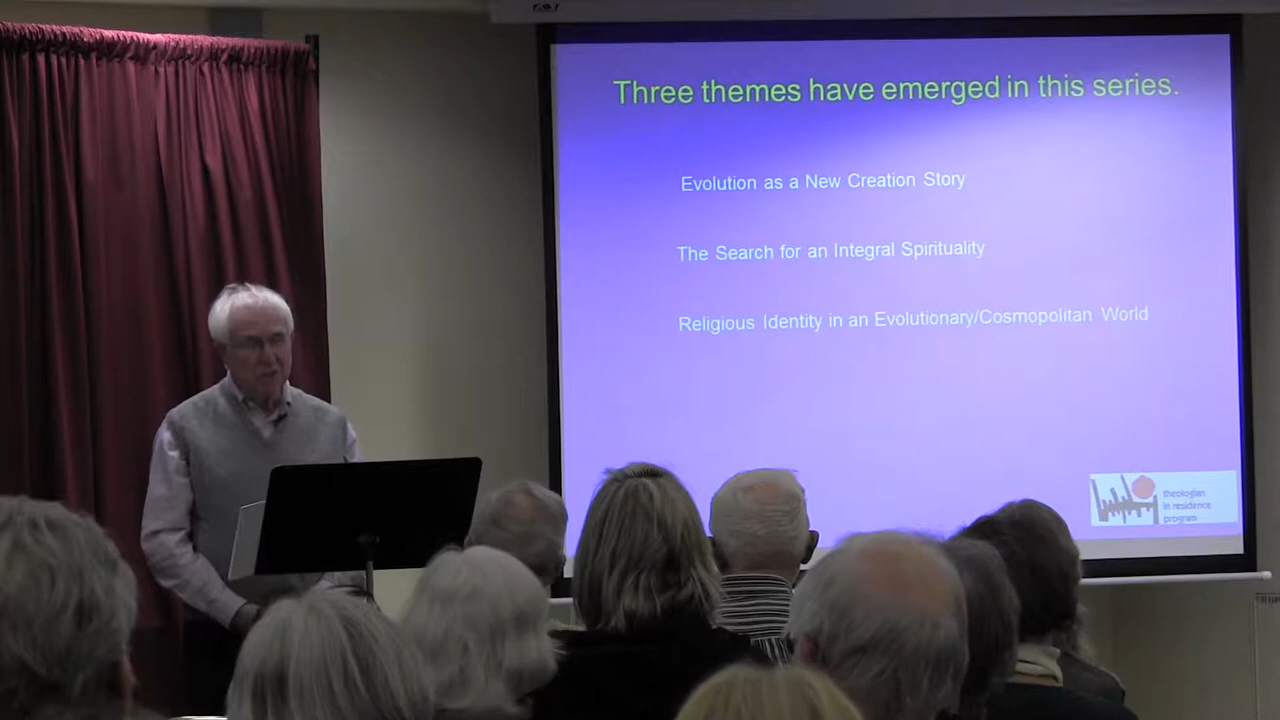 Three themes have emerged in this series.
Evolution as a New Creation Story
The Search for an Integral Spirituality
Religious Identity in an Evolutionary/Cosmopolitan World
theologian
in residence
program